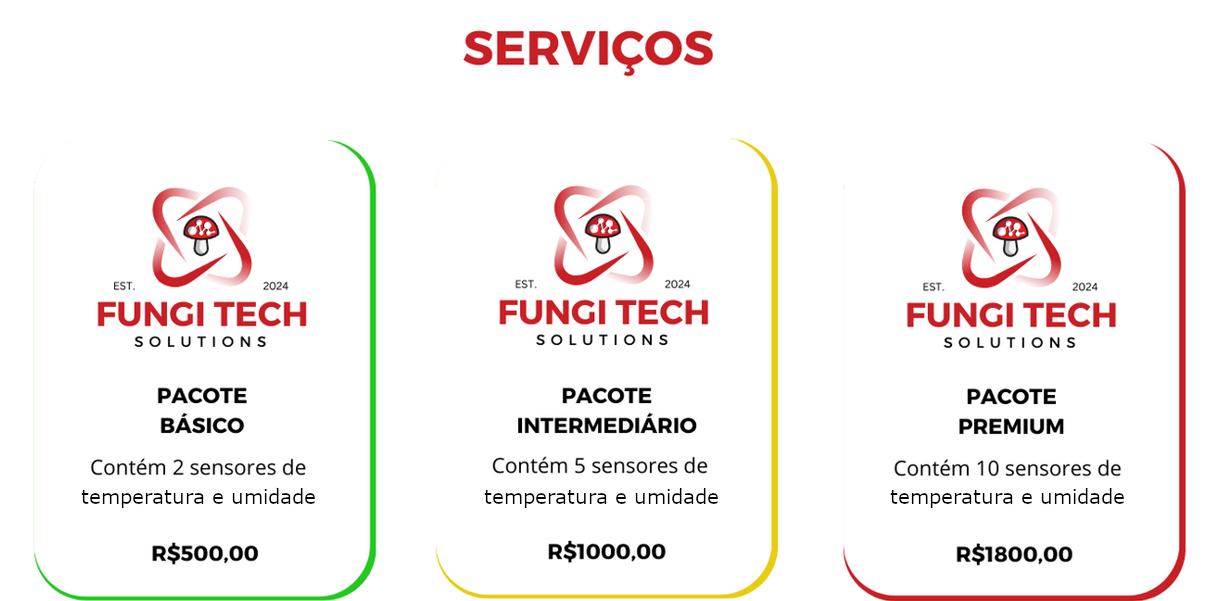 SERVIÇOS
EST. 2024
FUNGI TECH
SOLUTIONS
PACOTE
BÁSICO
Contém 2 sensores de
temperatura e umidade
R$500,00
EST. 2024
FUNGI TECH
SOLUTIONS
PACOTE
INTERMEDIÁRIO
Contém 5 sensores de
temperatura e umidade
R$1000,00
EST. 2024
FUNGI TECH
SOLUTIONS
PACOTE
PREMIUM
Contém 10 sensores de
temperatura e umidade
R$1800,00